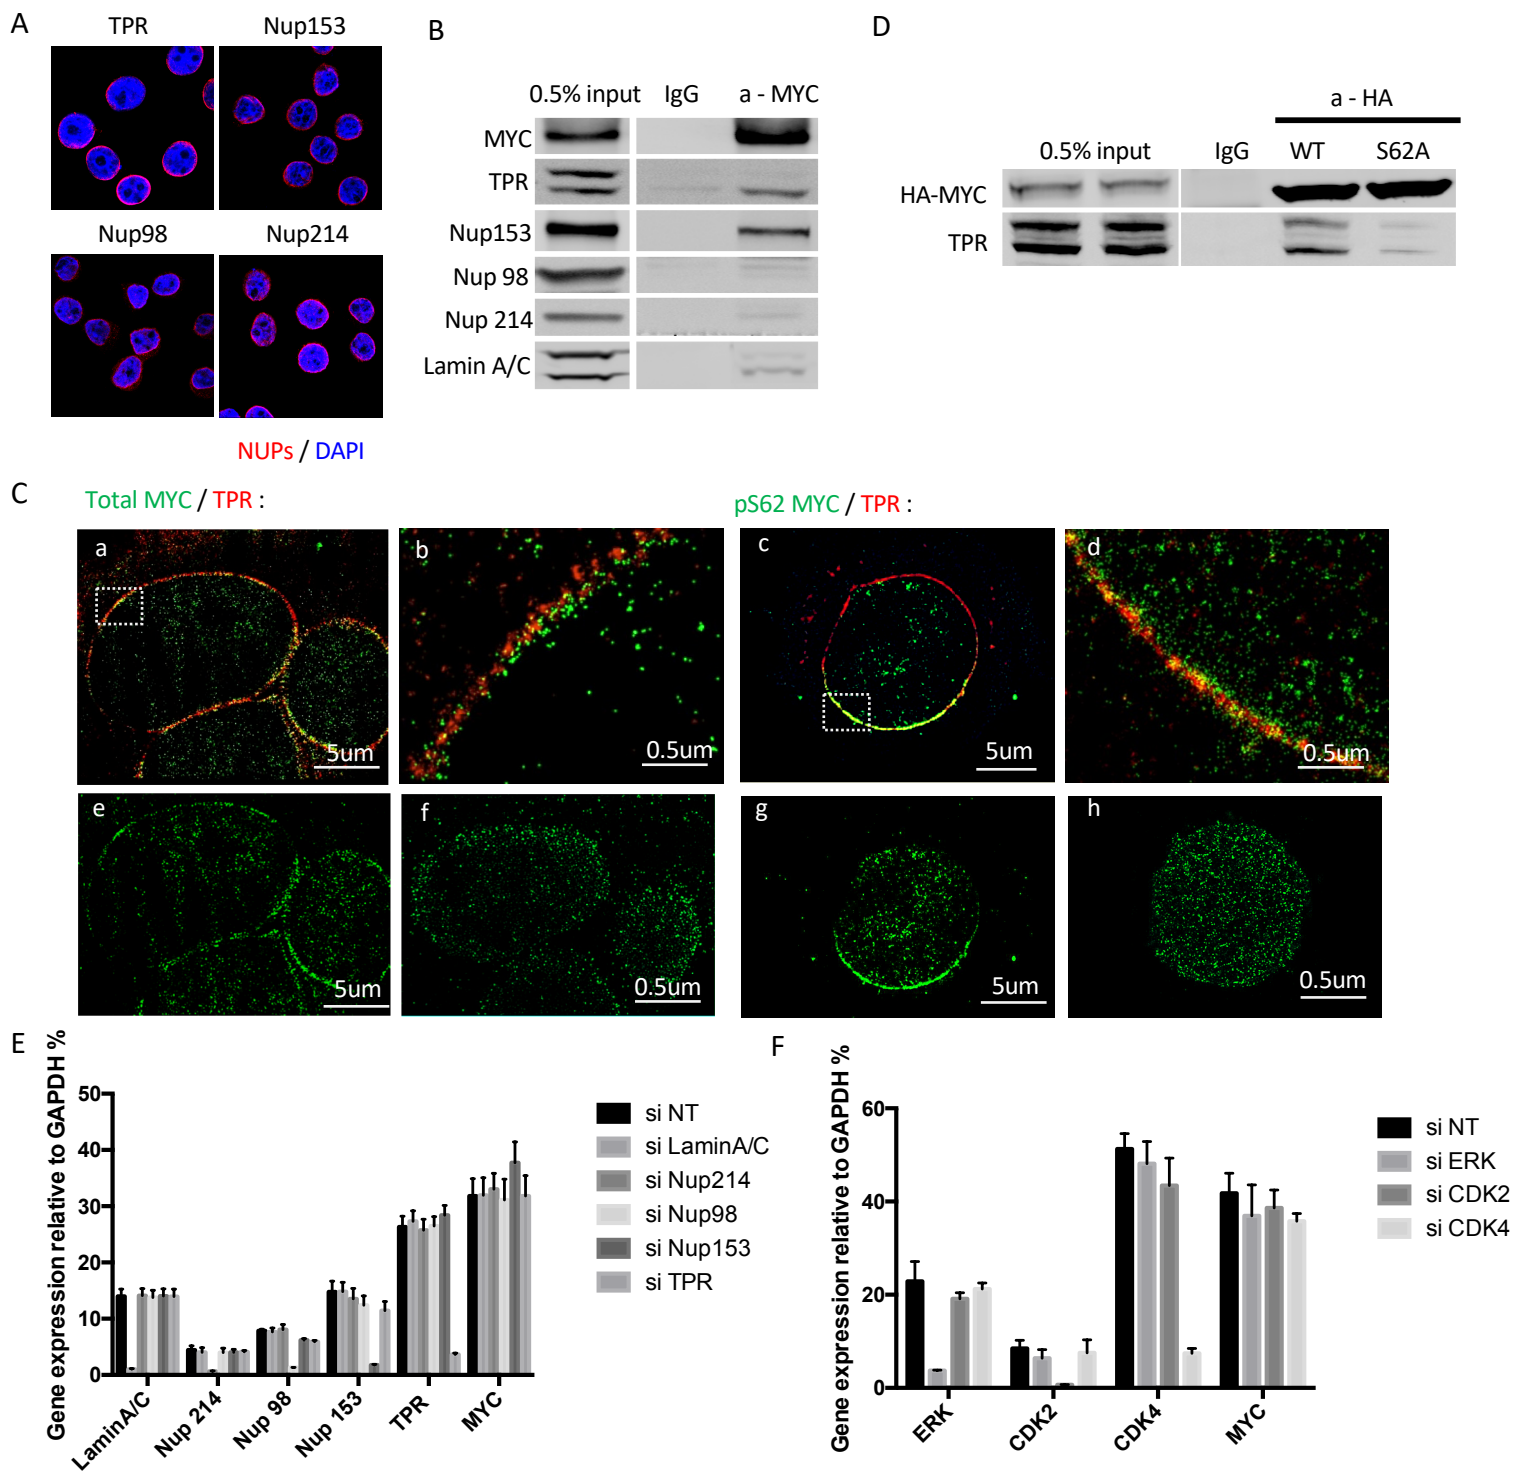 A
TPR
Nup153
Nup98
Nup214
NUPs / DAPI
B
0.5% input IgG a - MYC
MYC
TPR
Nup153
Nup 98
Nup 214
Lamin A/C
D
a - HA
0.5% input IgG WT S62A
HA-MYC
TPR
C
Total MYC / TPR :
pS62 MYC / TPR :
a
5um
b
0.5um
c
5um
d
0.5um
e
5um
f
0.5um
g
5um
h
0.5um
E
Gene expression relative to GAPDH %
50
40
30
20
10
0
LaminA/C
Nup 214
Nup 98
Nup 153
TPR
MYC
si NT
si LaminA/C
si Nup214
si Nup98
si Nup153
si TPR
F
Gene expression relative to GAPDH %
60
40
20
0
ERK
CDK2
CDK4
MYC
si NT
si ERK
si CDK2
si CDK4